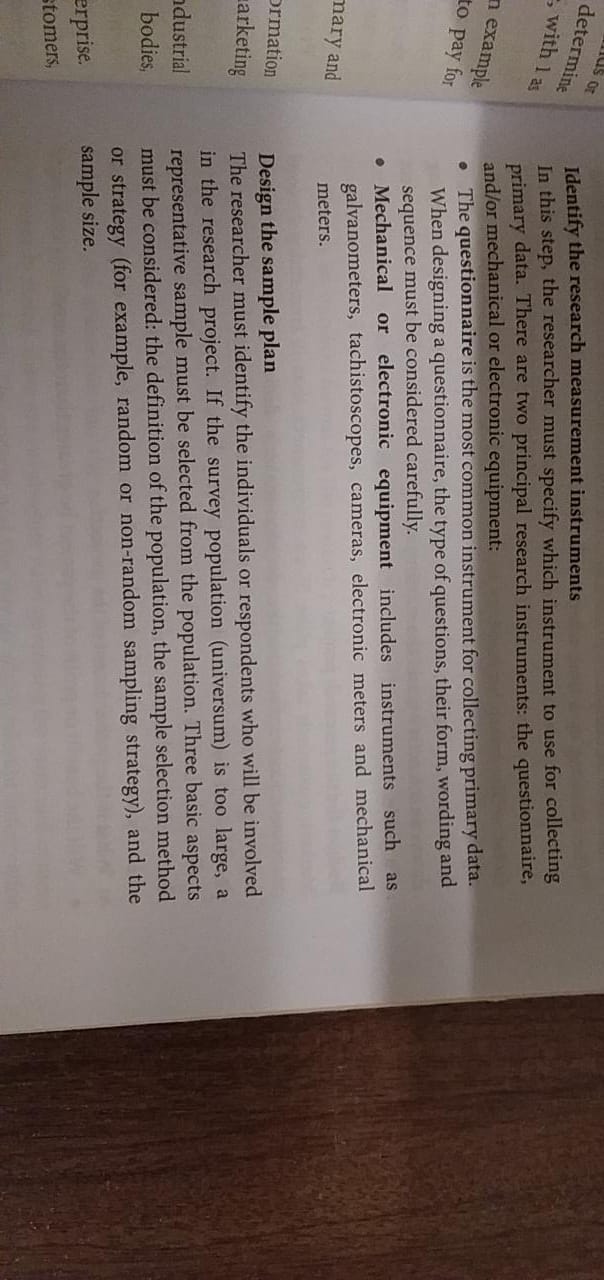 us or
determine
, with 1 as
n example
to pay for
mary and
ormation
arketing
ndustrial
bodies,
erprise.
stomers,
Identify the research measurement instruments
In this step, the researcher must specify which instrument to use for collecting
primary data. There are two principal research instruments: the questionnaire,
and/or mechanical or electronic equipment:
• The questionnaire is the most common instrument for collecting primary data.
When designing a questionnaire, the type of questions, their form, wording and
sequence must be considered carefully.
• Mechanical or electronic equipment includes instruments such as
galvanometers, tachistoscopes, cameras, electronic meters and mechanical
meters.
Design the sample plan
The researcher must identify the individuals or respondents who will be involved
in the research project. If the survey population (universum) is too large, a
representative sample must be selected from the population. Three basic aspects
must be considered: the definition of the population, the sample selection method
or strategy (for example, random or non-random sampling strategy), and the
sample size.